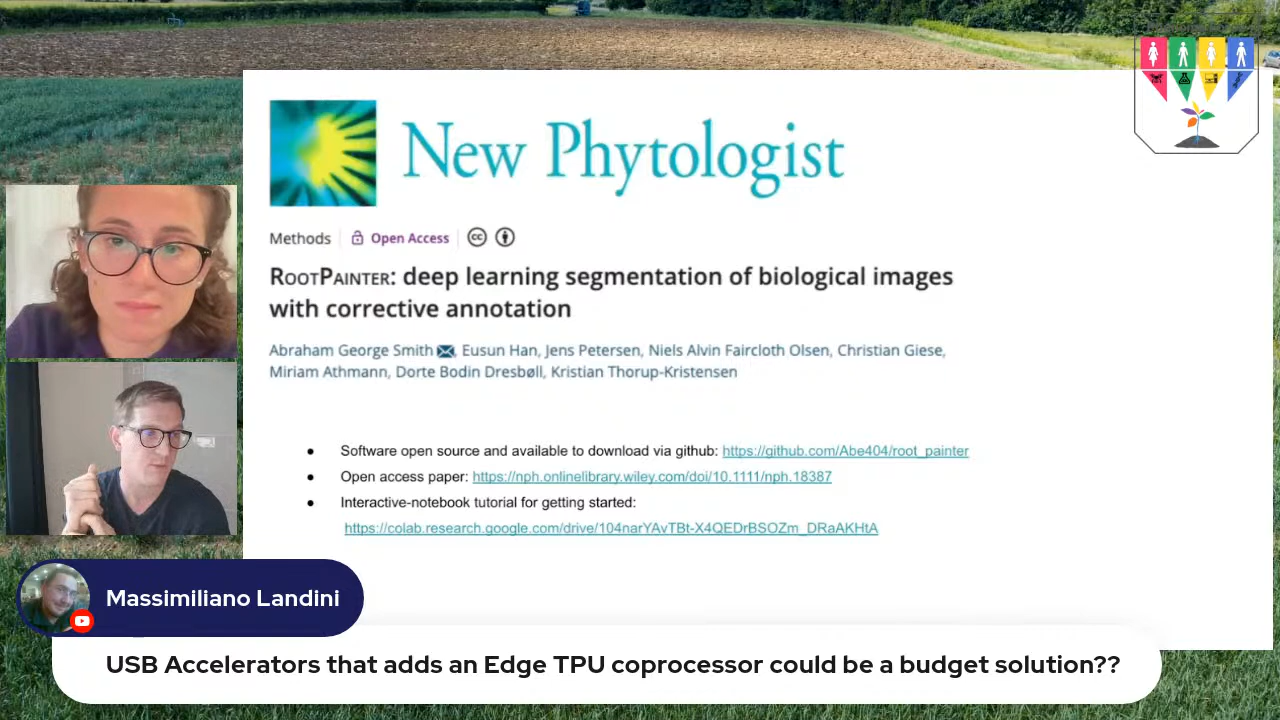 New Phytologist
Methods Open Access
ROOTPAINTER: deep learning segmentation of biological images
with corrective annotation
Abraham George Smith, Eusun Han, Jens Petersen, Niels Alvin Faircloth Olsen, Christian Giese,
Miriam Athmann, Dorte Bodin Dresbøll, Kristian Thorup-Kristensen
• Software open source and available to download via github: https://github.com/Abe404/root_painter
• Open access paper: https://nph.onlinelibrary.wiley.com/doi/10.1111/nph.18387
• Interactive-notebook tutorial for getting started:
https://colab.research.google.com/drive/104narYAvTBt-X4QEDrBSOZm_DRaAKHtA
Massimiliano Landini
USB Accelerators that adds an Edge TPU coprocessor could be a budget solution??